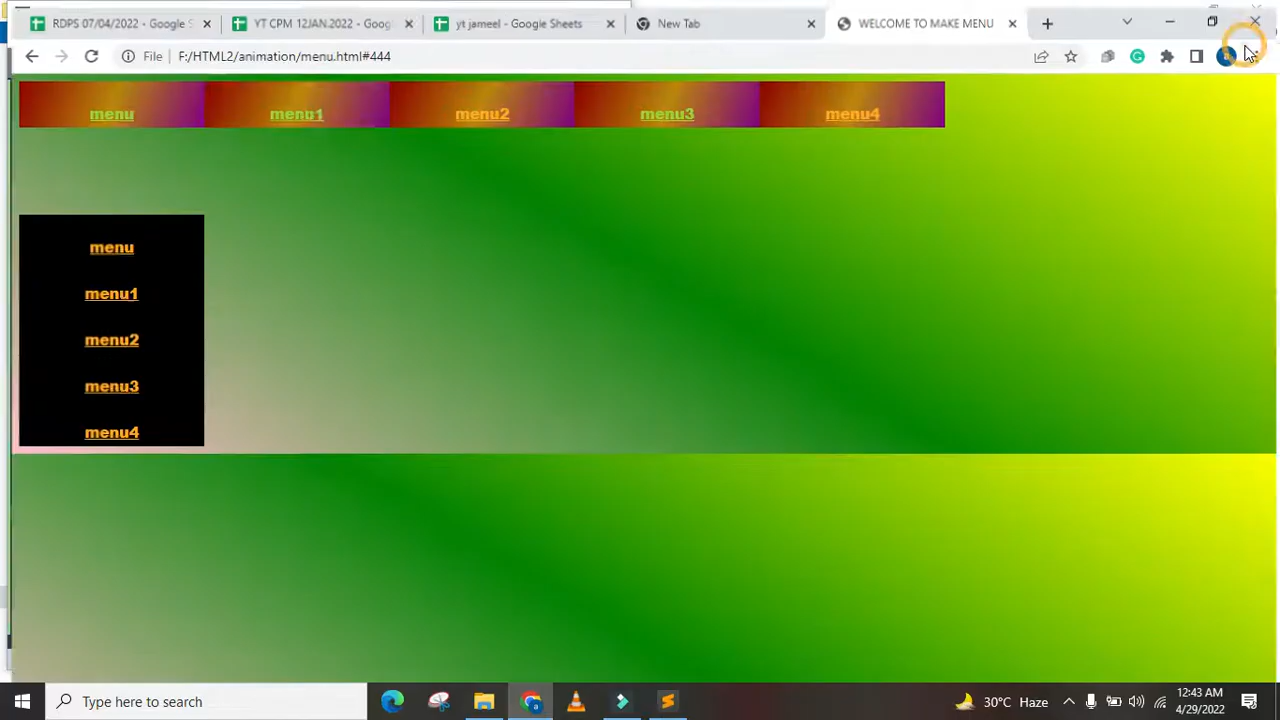 RDPS 07/04/2022 - Google S
YT CPM 12JAN.2022 - Goog
yt jameel - Google Sheets
New Tab
WELCOME TO MAKE MENU
File F:/HTML2/animation/menu.html#444
menu menu1 menu2 menu3 menu4
menu
menu1
menu2
menu3
menu4
Type here to search
30°C Haze
12:43 AM
4/29/2022